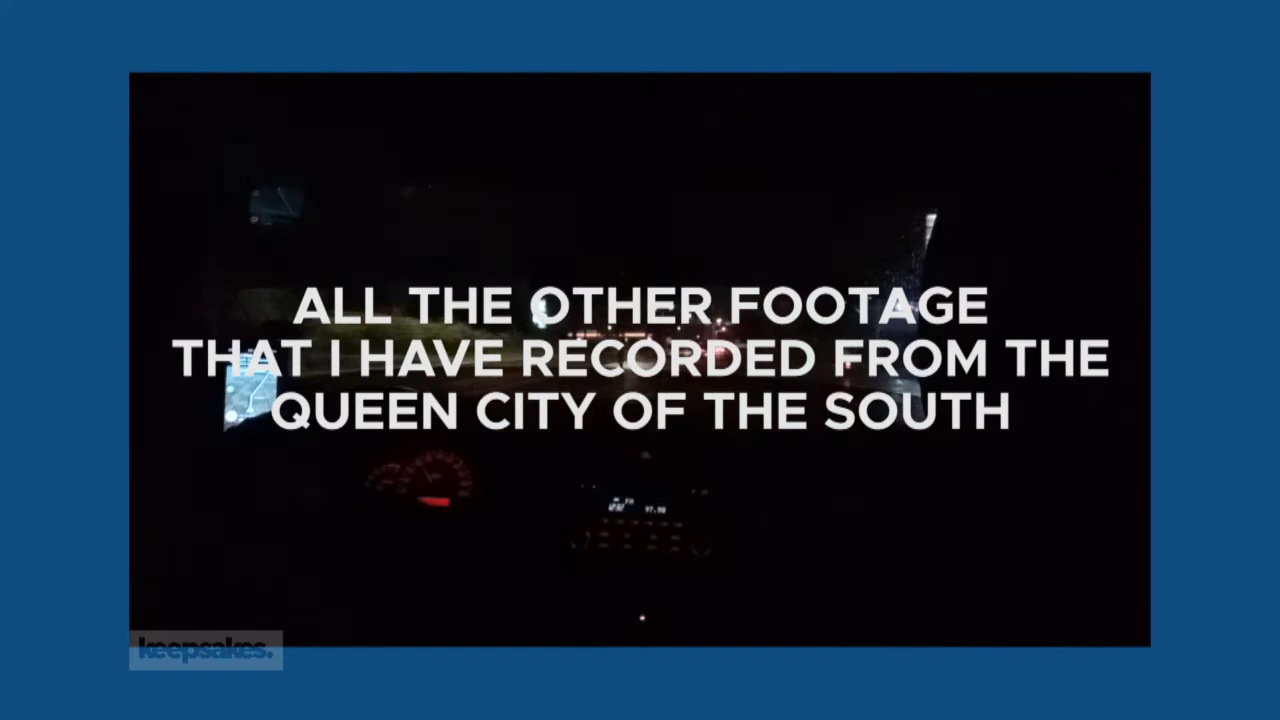 ALL THE OTHER FOOTAGE
THAT I HAVE RECORDED FROM THE
QUEEN CITY OF THE SOUTH
keepsakes.